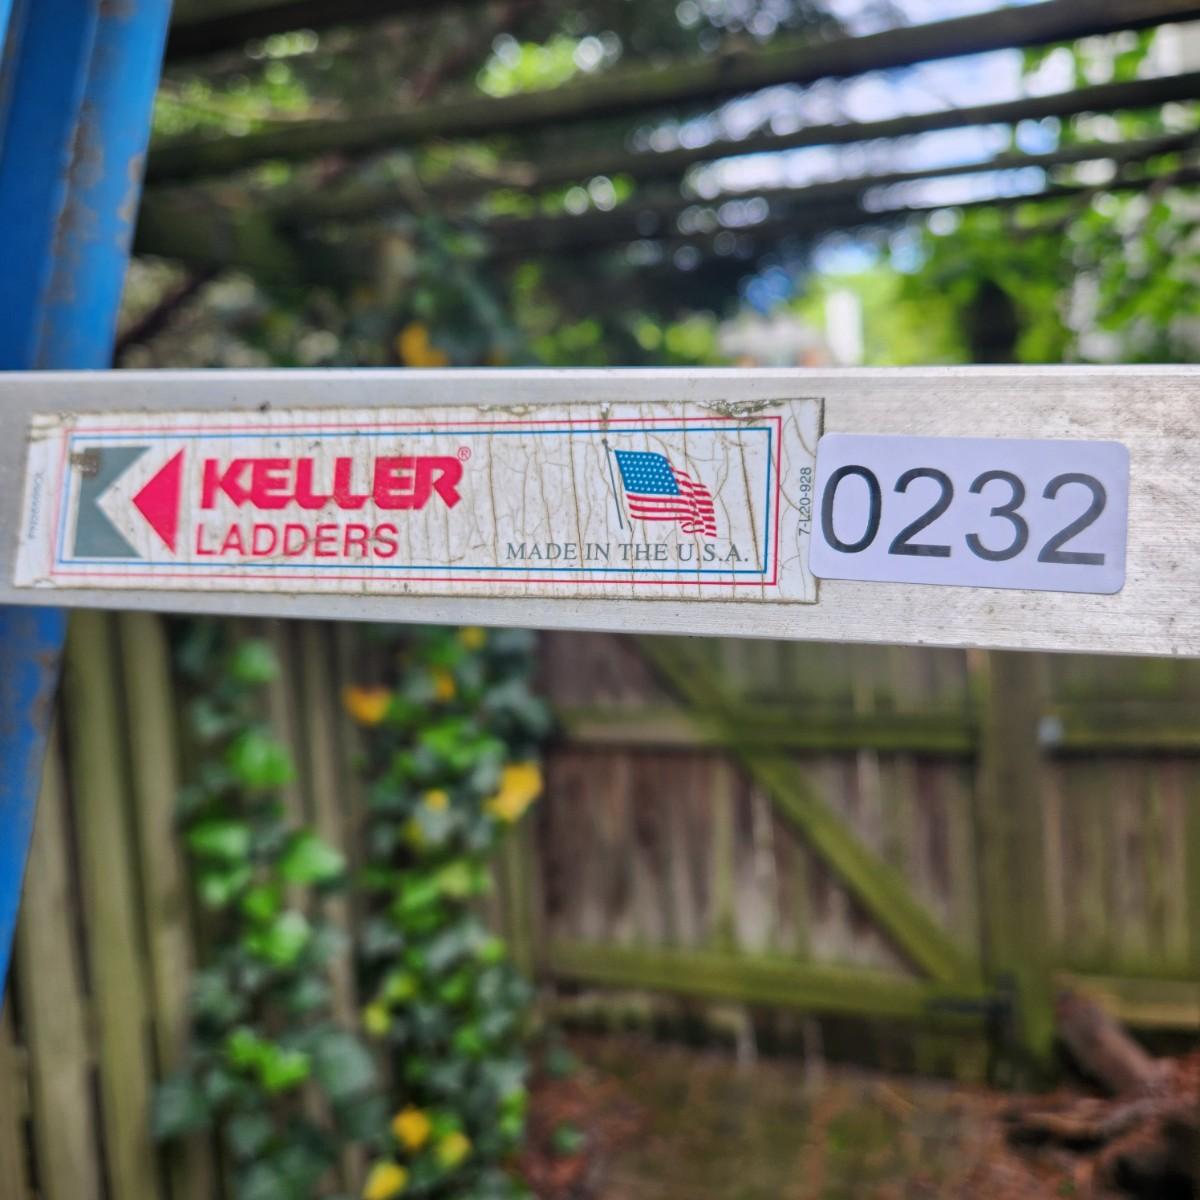 KELLER®
LADDERS
MADE IN THE U.S.A.
7-L20-928
0232